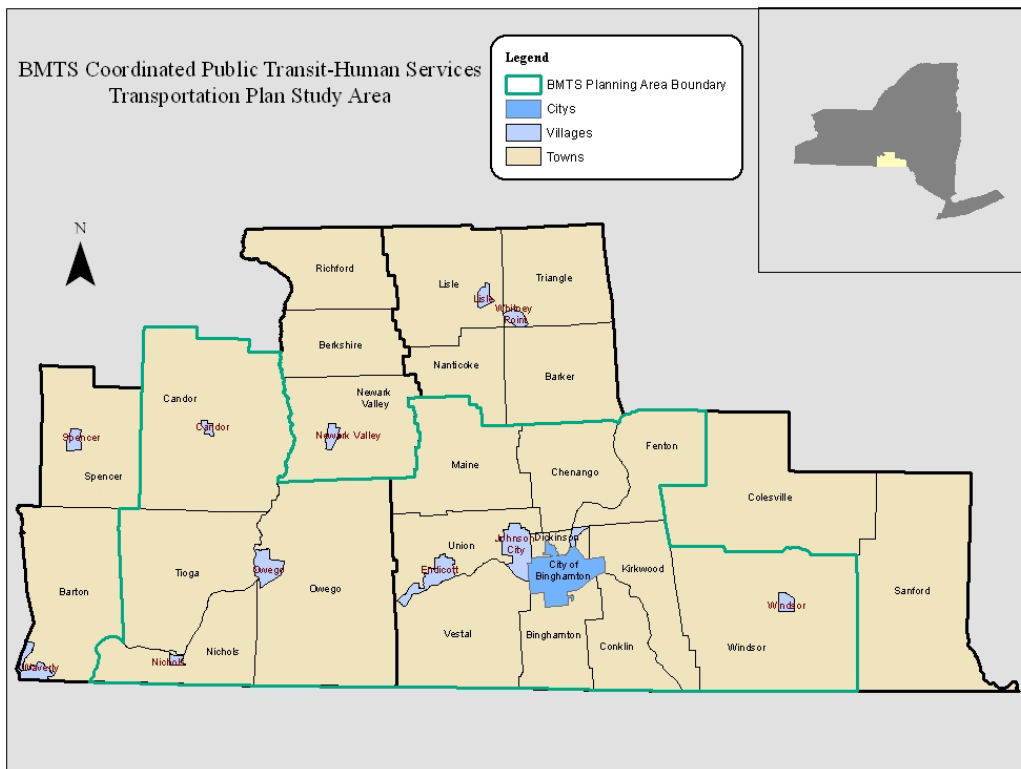 BMTS Coordinated Public Transit-Human Services
Transportation Plan Study Area
Legend
BMTS Planning Area Boundary
Citys
Villages
Towns
N
Richford
Lisle
Triangle
Lisle
Whitney
Point
Berkshire
Nanticoke
Barker
Candor
Newark
Valley
Candor
Newark Valley
Spencer
Spencer
Maine
Chenango
Fenton
Colesville
Union
Johnson
City
Dickinson
Endicott
City of
Binghamton
Kirkwood
Tioga
Owego
Owego
Barton
Sanford
Windsor
Vestal
Binghamton
Conklin
Windsor
Nichols
Nichols
Waverly